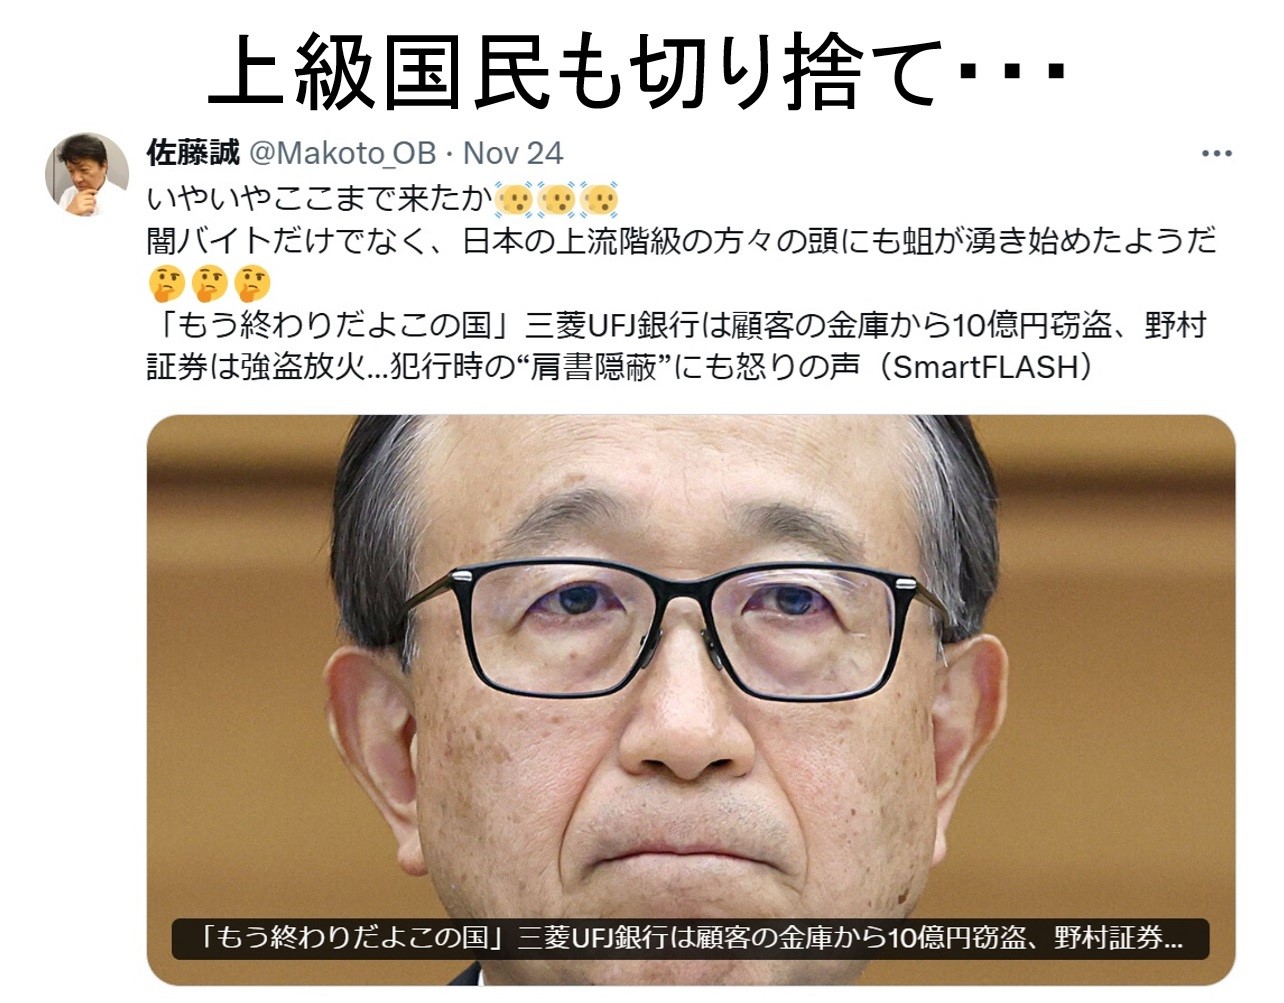 上級国民も切り捨て・・・
佐藤誠 @Makoto_OB · Nov 24
いやいやここまで来たか🫨🫨🫨
闇バイトだけでなく、日本の上流階級の方々の頭にも蛆が湧き始めたようだ
🤔🤔🤔
「もう終わりだよこの国」三菱UFJ銀行は顧客の金庫から10億円窃盗、野村
証券は強盗放火...犯行時の“肩書隠蔽”にも怒りの声（SmartFLASH）
「もう終わりだよこの国」三菱UFJ銀行は顧客の金庫から10億円窃盗、野村証券...